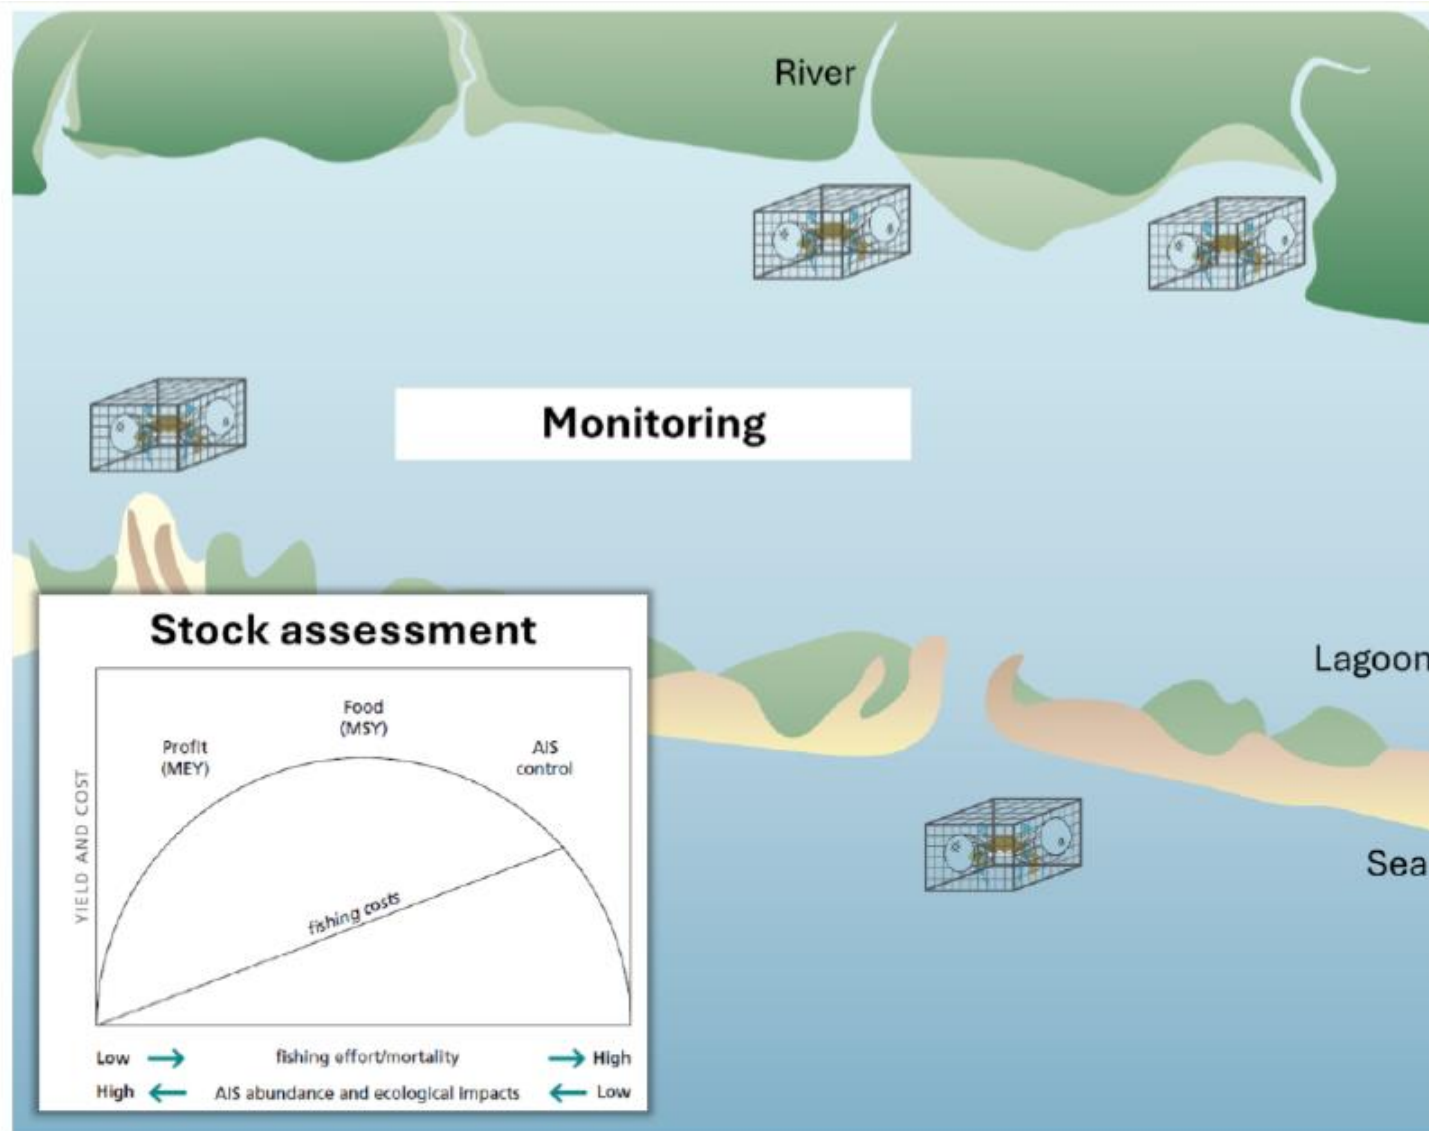 River
Monitoring
Lagoon
Sea
Stock assessment
Food
(MSY)
Profit
(MEY)
AIS
control
YIELD AND COST
fishing costs
Low fishing effort/mortality High
High AIS abundance and ecological impacts Low